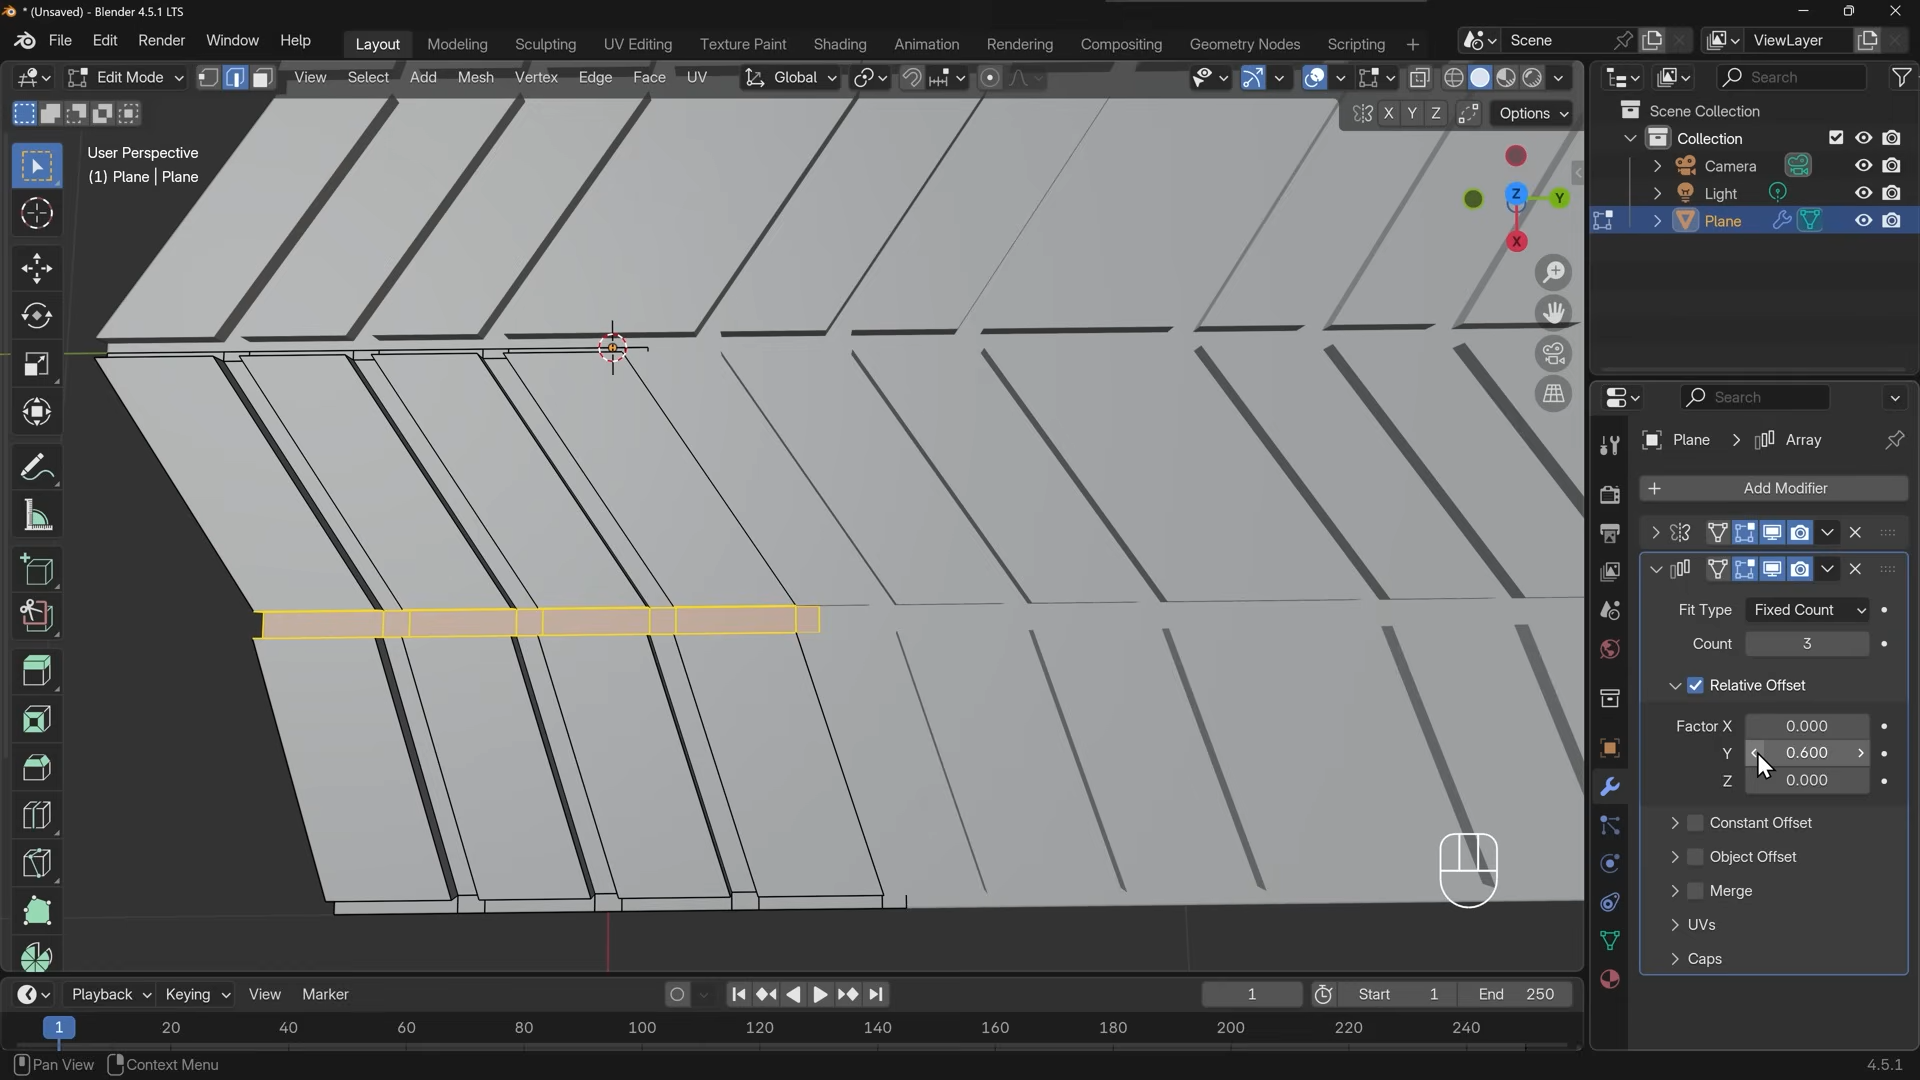 * (Unsaved) - Blender 4.5.1 LTS
File Edit Render Window Help Layout Modeling Sculpting UV Editing Texture Paint Shading Animation Rendering Compositing Geometry Nodes Scripting + Scene ViewLayer
Edit Mode View Select Add Mesh Vertex Edge Face UV Global Search
X Y Z Options
User Perspective
(1) Plane | Plane
Z Y X
Scene Collection
Collection
Camera
Light
Plane
Search
Plane > Array
+ Add Modifier
Fit Type Fixed Count
Count 3
Relative Offset
Factor X 0.000
Y 0.600
Z 0.000
Constant Offset
Object Offset
Merge
UVs
Caps
Playback Keying View Marker 1 Start 1 End 250
1 20 40 60 80 100 120 140 160 180 200 220 240
Pan View Context Menu 4.5.1